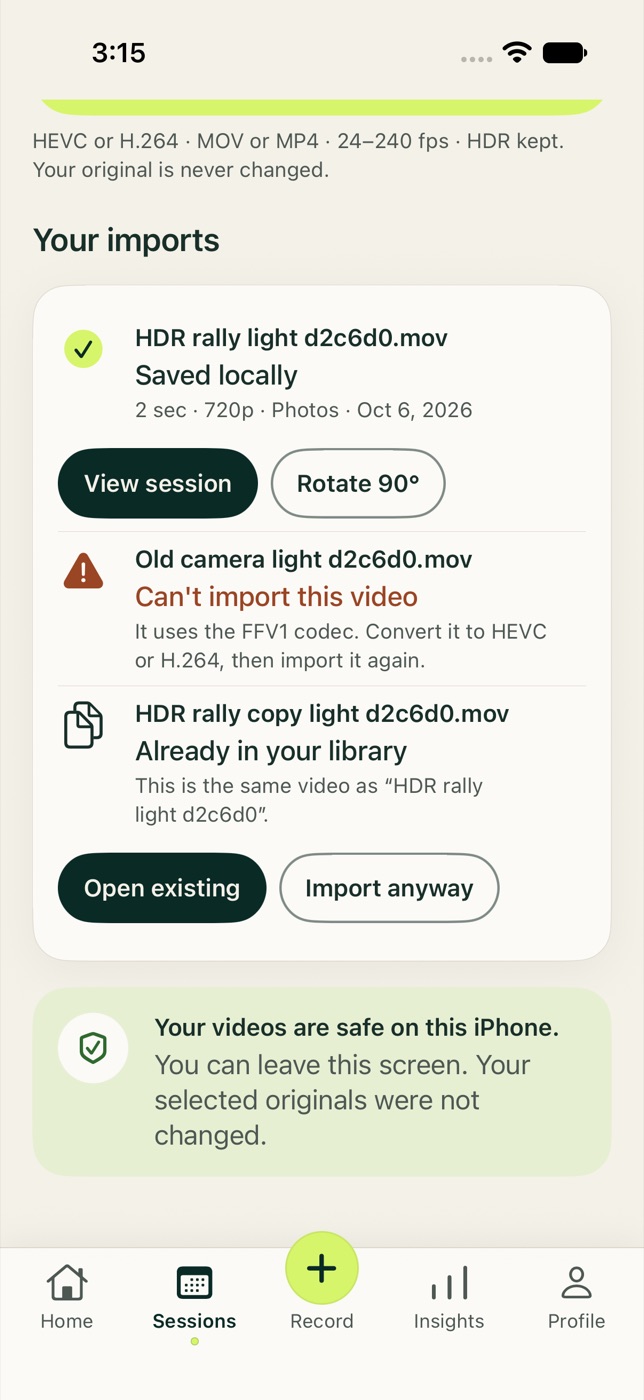 3:15
HEVC or H.264 · MOV or MP4 · 24–240 fps · HDR kept.
Your original is never changed.
Your imports
HDR rally light d2c6d0.mov
Saved locally
2 sec · 720p · Photos · Oct 6, 2026
View session
Rotate 90°
Old camera light d2c6d0.mov
Can't import this video
It uses the FFV1 codec. Convert it to HEVC
or H.264, then import it again.
HDR rally copy light d2c6d0.mov
Already in your library
This is the same video as “HDR rally
light d2c6d0”.
Open existing
Import anyway
Your videos are safe on this iPhone.
You can leave this screen. Your
selected originals were not
changed.
Home
Sessions
Record
Insights
Profile